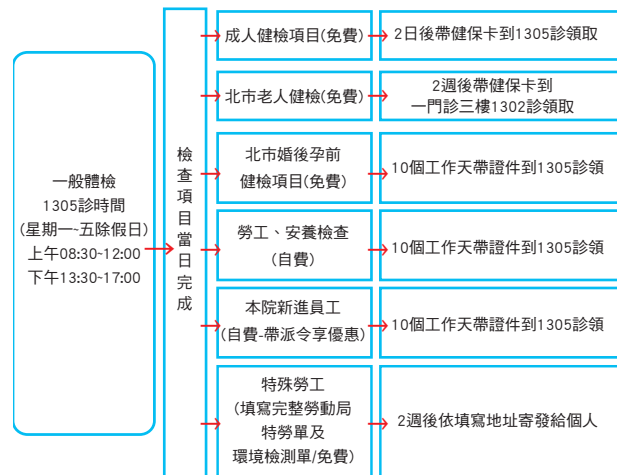 一般體檢
1305診時間
(星期一~五除假日)
上午08:30~12:00
下午13:30~17:00
檢查項目當日完成
成人健檢項目(免費)
2日後帶健保卡到1305診領取
北市老人健檢(免費)
2週後帶健保卡到
一門診三樓1302診領取
北市婚後孕前
健檢項目(免費)
10個工作天帶證件到1305診領
勞工、安養檢查
(自費)
10個工作天帶證件到1305診領
本院新進員工
(自費-帶派令享優惠)
10個工作天帶證件到1305診領
特殊勞工
(填寫完整勞動局
特勞單及
環境檢測單/免費)
2週後依填寫地址寄發給個人